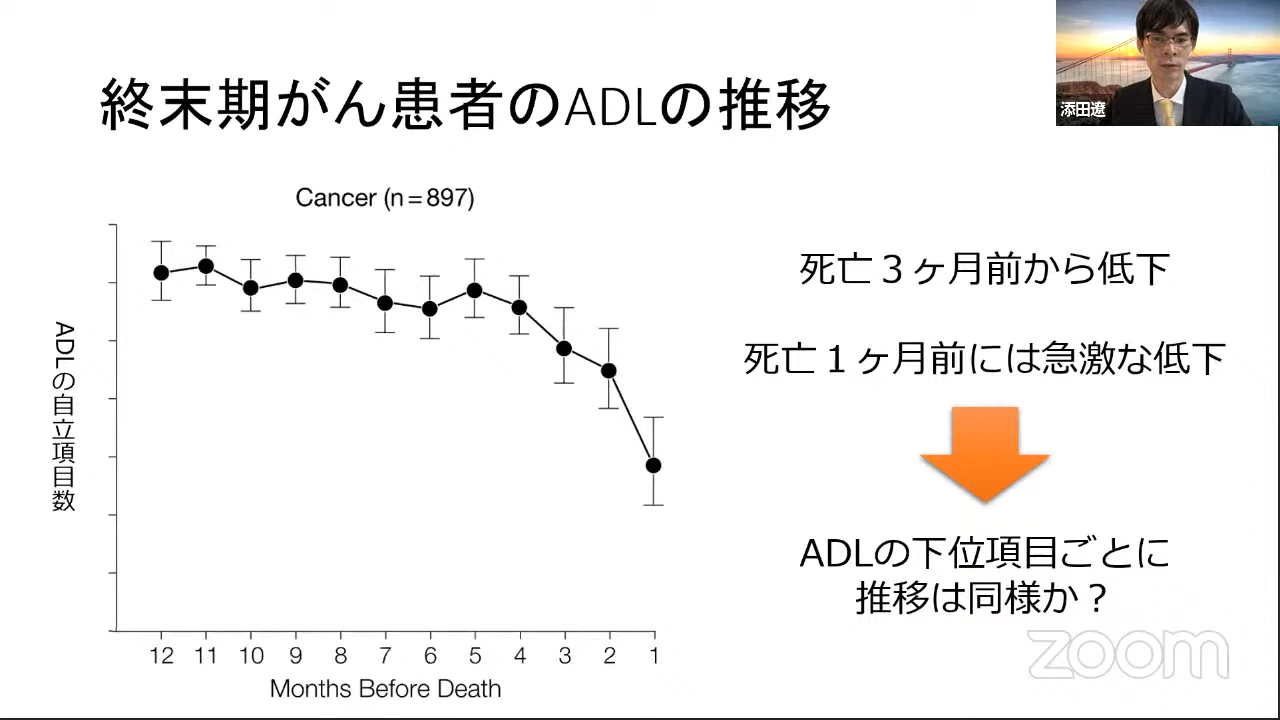 終末期がん患者のADLの推移
添田遼
Cancer (n=897)
ADLの自立項目数
12 11 10 9 8 7 6 5 4 3 2 1
Months Before Death
死亡３ヶ月前から低下
死亡１ヶ月前には急激な低下
ADLの下位項目ごとに
推移は同様か？
zoom